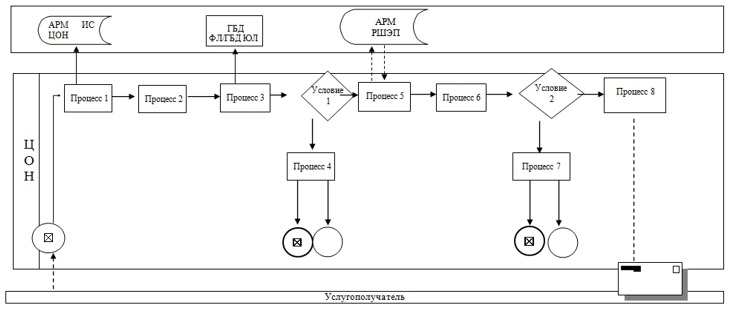 АРМ ИС
ЦОН
ГБД
ФЛ/ГБД ЮЛ
АРМ
РШЭП
Ц
О
Н
Процесс 1
Процесс 2
Процесс 3
Условие
1
Процесс 5
Процесс 6
Условие
2
Процесс 8
Процесс 4
Процесс 7
Услугополучатель